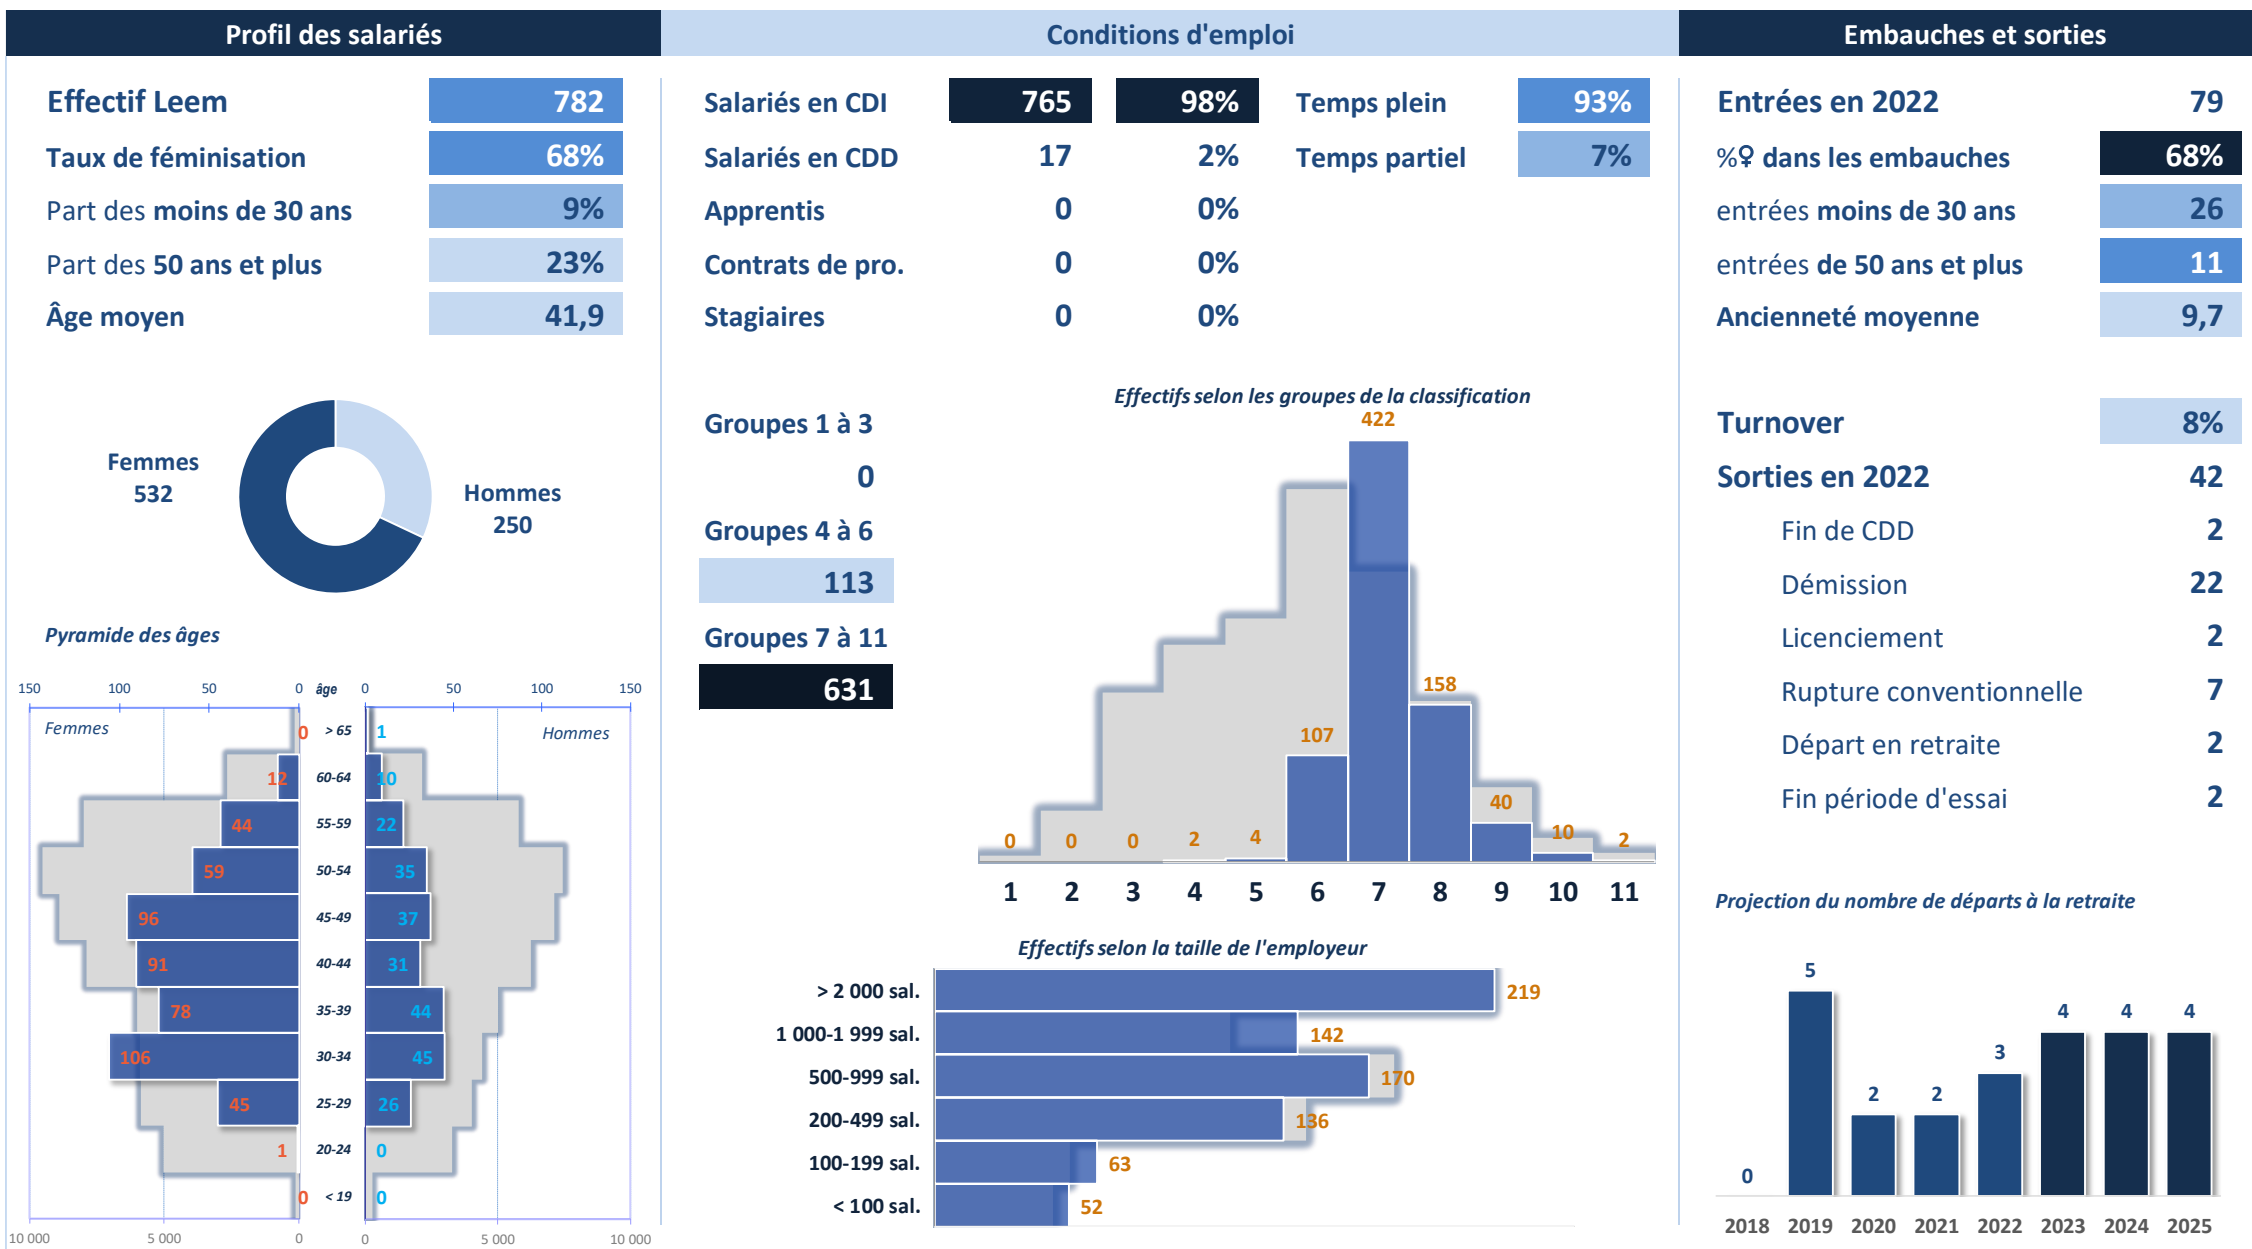 Profil des salariés
Effectif Leem 782
Taux de féminisation 68%
Part des moins de 30 ans 9%
Part des 50 ans et plus 23%
Âge moyen 41,9
Femmes
532
Hommes
250
Pyramide des âges
150 100 50 0 âge 0 50 100 150
Femmes Hommes
0 > 65 1
12 60-64 10
44 55-59 22
59 50-54 35
96 45-49 37
91 40-44 31
78 35-39 44
106 30-34 45
45 25-29 26
1 20-24 0
0 < 19 0
10 000 5 000 0 0 5 000 10 000
Conditions d'emploi
Salariés en CDI 765 98% Temps plein 93%
Salariés en CDD 17 2% Temps partiel 7%
Apprentis 0 0%
Contrats de pro. 0 0%
Stagiaires 0 0%
Groupes 1 à 3
0
Groupes 4 à 6
113
Groupes 7 à 11
631
Effectifs selon les groupes de la classification
422
158
107
40
0 0 0 2 4 10 2
1 2 3 4 5 6 7 8 9 10 11
Effectifs selon la taille de l'employeur
> 2 000 sal. 219
1 000-1 999 sal. 142
500-999 sal. 170
200-499 sal. 136
100-199 sal. 63
< 100 sal. 52
Embauches et sorties
Entrées en 2022 79
%♀ dans les embauches 68%
entrées moins de 30 ans 26
entrées de 50 ans et plus 11
Ancienneté moyenne 9,7
Turnover 8%
Sorties en 2022 42
Fin de CDD 2
Démission 22
Licenciement 2
Rupture conventionnelle 7
Départ en retraite 2
Fin période d'essai 2
Projection du nombre de départs à la retraite
0 5 2 2 3 4 4 4
2018 2019 2020 2021 2022 2023 2024 2025